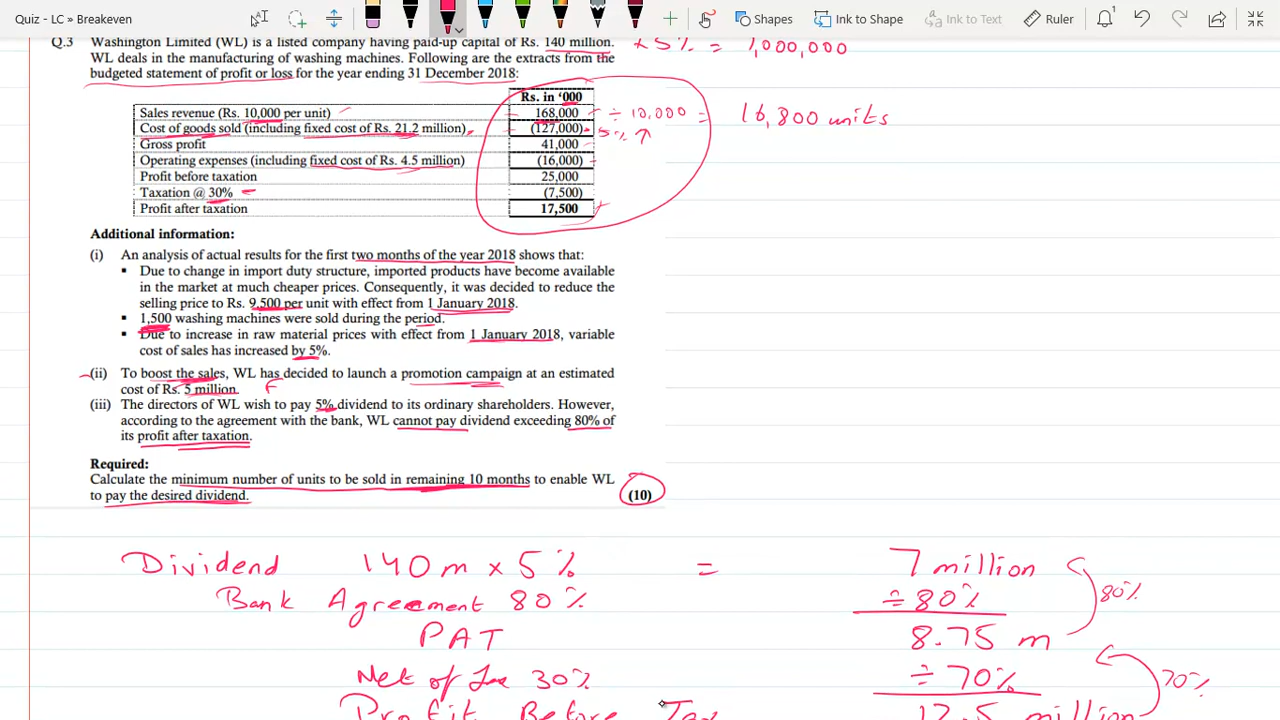 Quiz - LC » Breakeven
Shapes
Ink to Shape
Ink to Text
Ruler
Q.3 Washington Limited (WL) is a listed company having paid-up capital of Rs. 140 million. × 5% = 7,000,000
WL deals in the manufacturing of washing machines. Following are the extracts from the
budgeted statement of profit or loss for the year ending 31 December 2018:
Rs. in '000
Sales revenue (Rs. 10,000 per unit) 168,000 ÷ 10,000 = 16,800 units
Cost of goods sold (including fixed cost of Rs. 21.2 million) (127,000) 5% ↑
Gross profit 41,000
Operating expenses (including fixed cost of Rs. 4.5 million) (16,000)
Profit before taxation 25,000
Taxation @ 30% (7,500)
Profit after taxation 17,500
Additional information:
(i) An analysis of actual results for the first two months of the year 2018 shows that:
▪ Due to change in import duty structure, imported products have become available
in the market at much cheaper prices. Consequently, it was decided to reduce the
selling price to Rs. 9,500 per unit with effect from 1 January 2018.
▪ 1,500 washing machines were sold during the period.
▪ Due to increase in raw material prices with effect from 1 January 2018, variable
cost of sales has increased by 5%.
(ii) To boost the sales, WL has decided to launch a promotion campaign at an estimated
cost of Rs. 5 million. F
(iii) The directors of WL wish to pay 5% dividend to its ordinary shareholders. However,
according to the agreement with the bank, WL cannot pay dividend exceeding 80% of
its profit after taxation.
Required:
Calculate the minimum number of units to be sold in remaining 10 months to enable WL
to pay the desired dividend. (10)
Dividend 140 m × 5% = 7 million
Bank Agreement 80% ÷ 80% 80%
PAT 8.75 m
Net of Tax 30% ÷ 70% 70%
Profit Before Tax 12.5 million